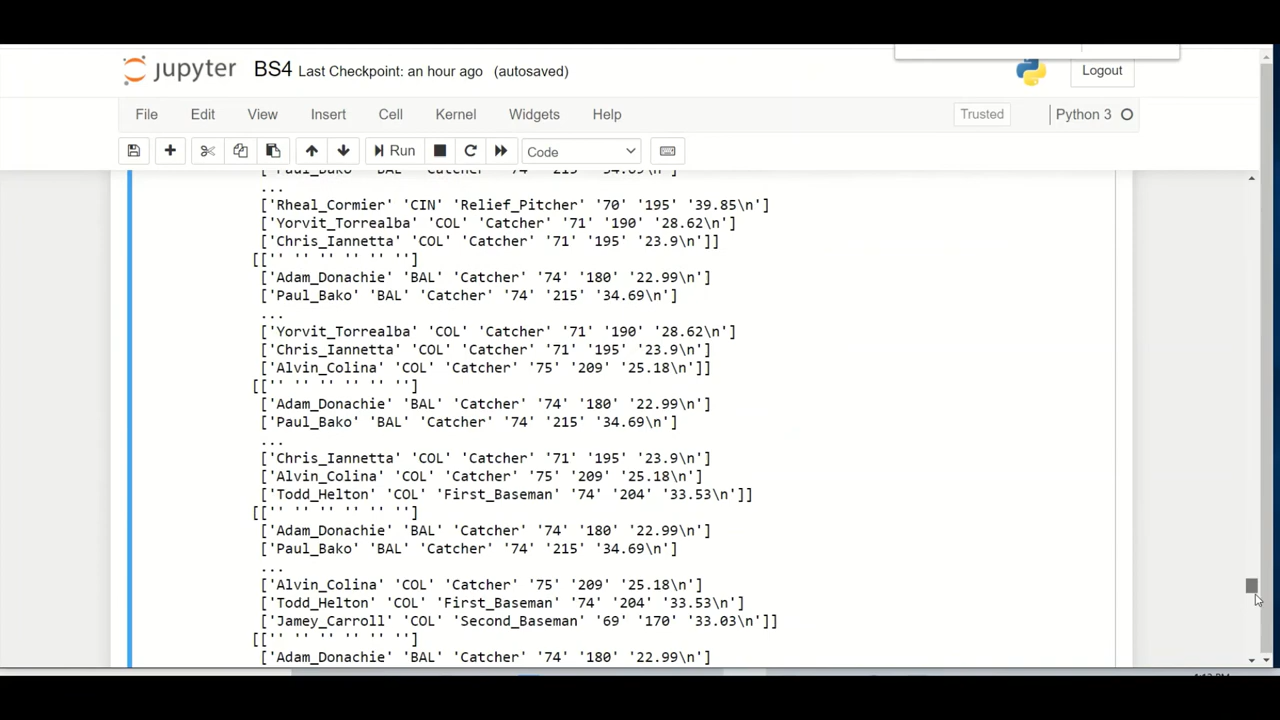 jupyter BS4 Last Checkpoint: an hour ago (autosaved)
Logout
File Edit View Insert Cell Kernel Widgets Help Trusted Python 3
Run Code
['Paul_Bako' 'BAL' 'Catcher' '74' '215' '34.69\n']
...
['Rheal_Cormier' 'CIN' 'Relief_Pitcher' '70' '195' '39.85\n']
['Yorvit_Torrealba' 'COL' 'Catcher' '71' '190' '28.62\n']
['Chris_Iannetta' 'COL' 'Catcher' '71' '195' '23.9\n']]
[['' '' '' '' '' '']
['Adam_Donachie' 'BAL' 'Catcher' '74' '180' '22.99\n']
['Paul_Bako' 'BAL' 'Catcher' '74' '215' '34.69\n']
...
['Yorvit_Torrealba' 'COL' 'Catcher' '71' '190' '28.62\n']
['Chris_Iannetta' 'COL' 'Catcher' '71' '195' '23.9\n']
['Alvin_Colina' 'COL' 'Catcher' '75' '209' '25.18\n']]
[['' '' '' '' '' '']
['Adam_Donachie' 'BAL' 'Catcher' '74' '180' '22.99\n']
['Paul_Bako' 'BAL' 'Catcher' '74' '215' '34.69\n']
...
['Chris_Iannetta' 'COL' 'Catcher' '71' '195' '23.9\n']
['Alvin_Colina' 'COL' 'Catcher' '75' '209' '25.18\n']
['Todd_Helton' 'COL' 'First_Baseman' '74' '204' '33.53\n']]
[['' '' '' '' '' '']
['Adam_Donachie' 'BAL' 'Catcher' '74' '180' '22.99\n']
['Paul_Bako' 'BAL' 'Catcher' '74' '215' '34.69\n']
...
['Alvin_Colina' 'COL' 'Catcher' '75' '209' '25.18\n']
['Todd_Helton' 'COL' 'First_Baseman' '74' '204' '33.53\n']
['Jamey_Carroll' 'COL' 'Second_Baseman' '69' '170' '33.03\n']]
[['' '' '' '' '' '']
['Adam_Donachie' 'BAL' 'Catcher' '74' '180' '22.99\n']